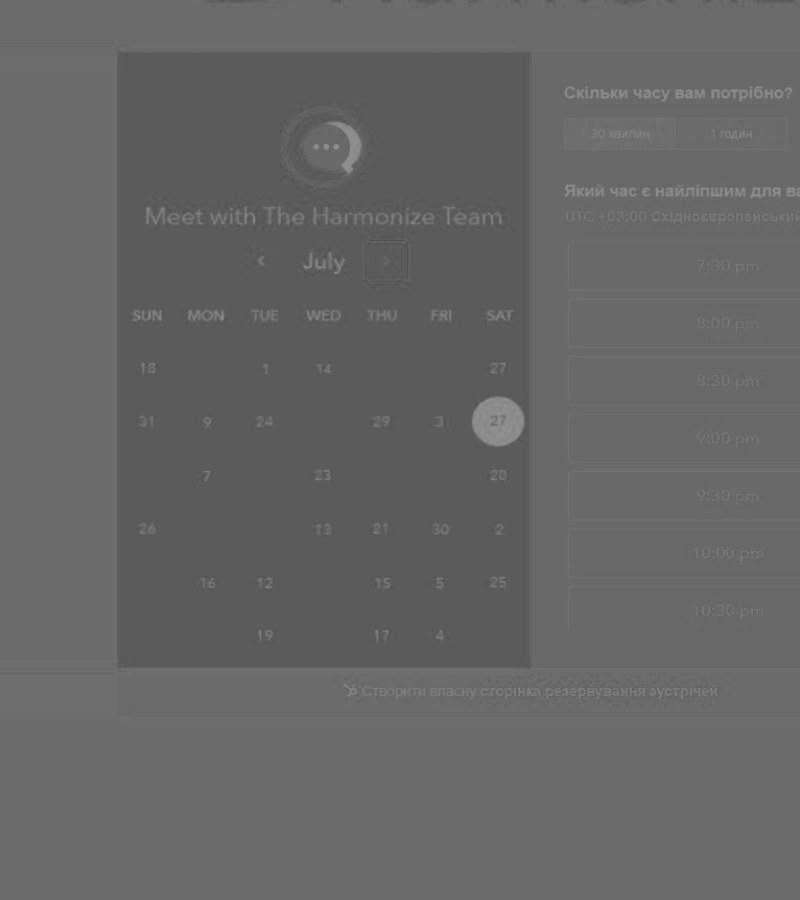 Meet with The Harmonize Team
July
SUN MON TUE WED THU FRI SAT
18 1 14 27
31 9 24 29 3 27
7 23 20
26 13 21 30 2
16 12 15 5 25
19 17 4
Скільки часу вам потрібно?
30 хвилин 1 годин
Який час є найліпшим для
UTC +03:00 Східноєвропейський
7:30 pm
8:00 pm
8:30 pm
9:00 pm
9:30 pm
10:00 pm
10:30 pm
Створити власну сторінка резервування зустрічей